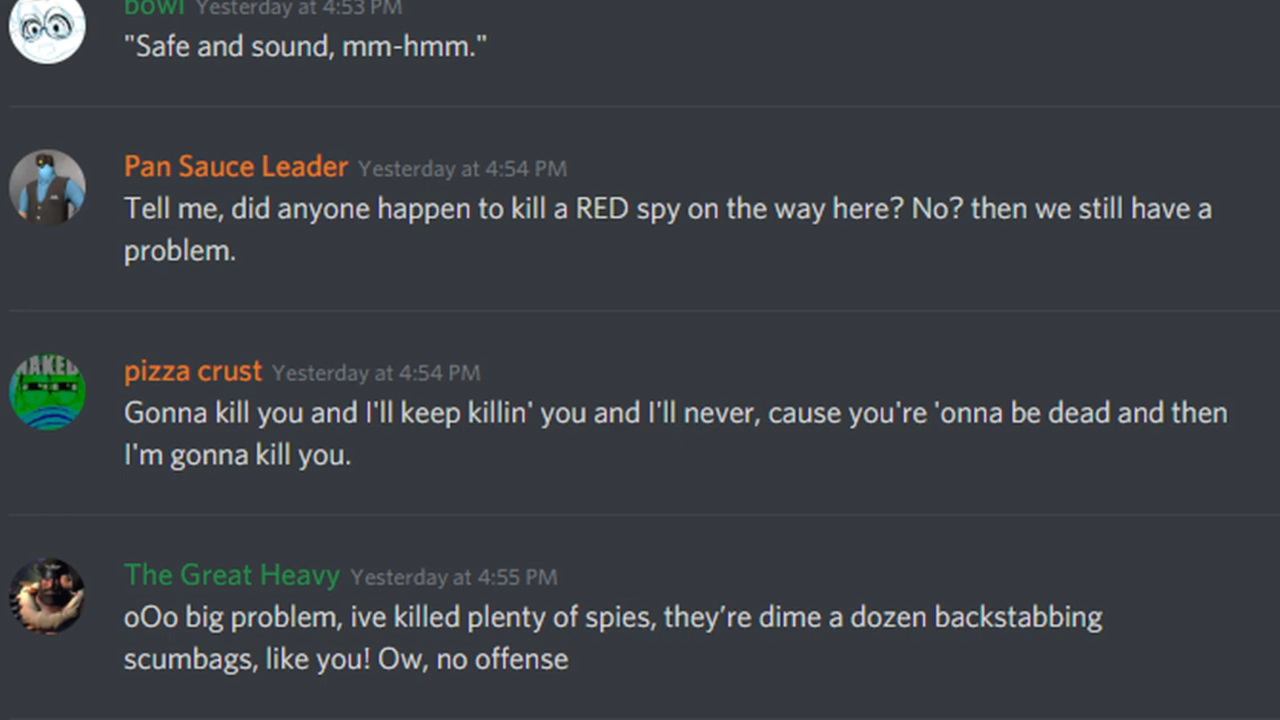 bowl Yesterday at 4:53 PM
"Safe and sound, mm-hmm."
Pan Sauce Leader Yesterday at 4:54 PM
Tell me, did anyone happen to kill a RED spy on the way here? No? then we still have a
problem.
NAKED
pizza crust Yesterday at 4:54 PM
Gonna kill you and I'll keep killin' you and I'll never, cause you're 'onna be dead and then
I'm gonna kill you.
The Great Heavy Yesterday at 4:55 PM
oOo big problem, ive killed plenty of spies, they’re dime a dozen backstabbing
scumbags, like you! Ow, no offense